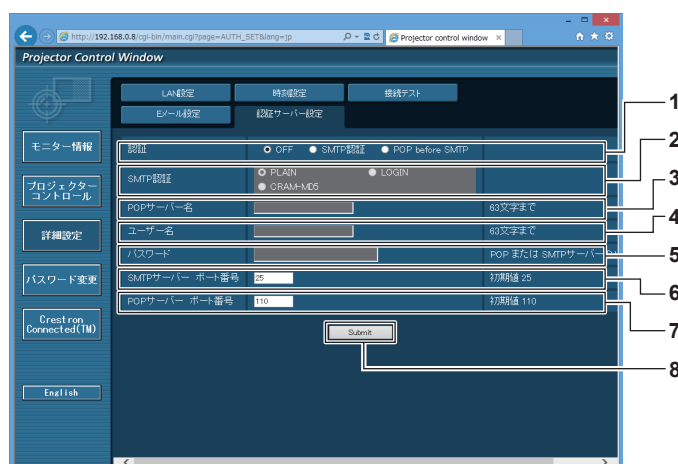 http://192.168.0.8/cgi-bin/main.cgi?page=AUTH_SET&lang=jp
Projector control window
Projector Control Window
LAN設定 時刻設定 接続テスト
Eメール設定 認証サーバー設定
モニター情報
プロジェクター
コントロール
詳細設定
パスワード変更
Crestron
Connected(TM)
English
認証 OFF SMTP認証 POP before SMTP
SMTP認証 PLAIN LOGIN
CRAM-MD5
POPサーバー名 63文字まで
ユーザー名 63文字まで
パスワード POP または SMTPサーバー
SMTPサーバー ポート番号 25 初期値 25
POPサーバー ポート番号 110 初期値 110
Submit
1
2
3
4
5
6
7
8